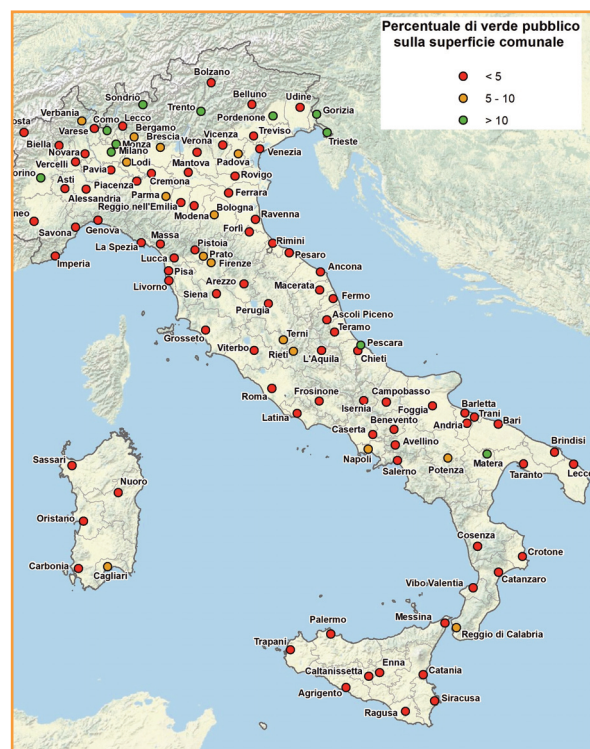 Percentuale di verde pubblico
sulla superficie comunale
< 5
5 - 10
> 10
Bolzano
Sondrio
Trento
Belluno
Udine
Gorizia
Pordenone
Trieste
Verbania
Como
Lecco
Varese
Bergamo
Brescia
Verona
Vicenza
Treviso
osta
Biella
Monza
Milano
Novara
Lodi
Mantova
Padova
Venezia
Vercelli
Pavia
orino
Asti
Piacenza
Cremona
Rovigo
Alessandria
Parma
Ferrara
Reggio nell'Emilia
Modena
Bologna
neo
Savona
Genova
Ravenna
Forlì
La Spezia
Massa
Pistoia
Prato
Rimini
Imperia
Lucca
Firenze
Pesaro
Pisa
Livorno
Arezzo
Ancona
Siena
Macerata
Fermo
Perugia
Ascoli Piceno
Grosseto
Terni
Teramo
Viterbo
Rieti
L'Aquila
Pescara
Chieti
Roma
Frosinone
Campobasso
Latina
Isernia
Foggia
Barletta
Trani
Benevento
Andria
Bari
Caserta
Avellino
Brindisi
Napoli
Salerno
Potenza
Matera
Taranto
Lecc
Sassari
Nuoro
Oristano
Carbonia
Cagliari
Cosenza
Crotone
Catanzaro
Vibo Valentia
Messina
Reggio di Calabria
Palermo
Trapani
Enna
Caltanissetta
Catania
Agrigento
Siracusa
Ragusa